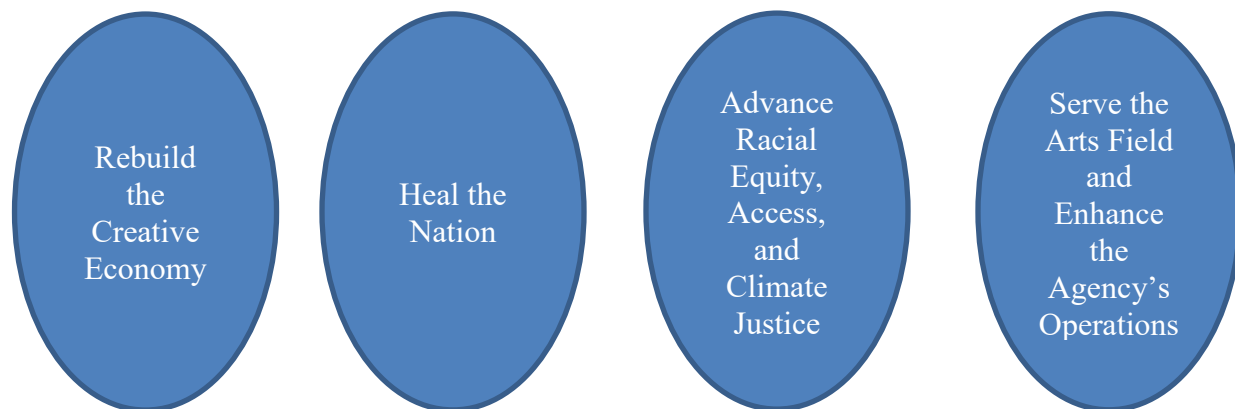 Rebuild
the
Creative
Economy
Heal the
Nation
Advance
Racial
Equity,
Access,
and
Climate
Justice
Serve the
Arts Field
and
Enhance
the
Agency’s
Operations